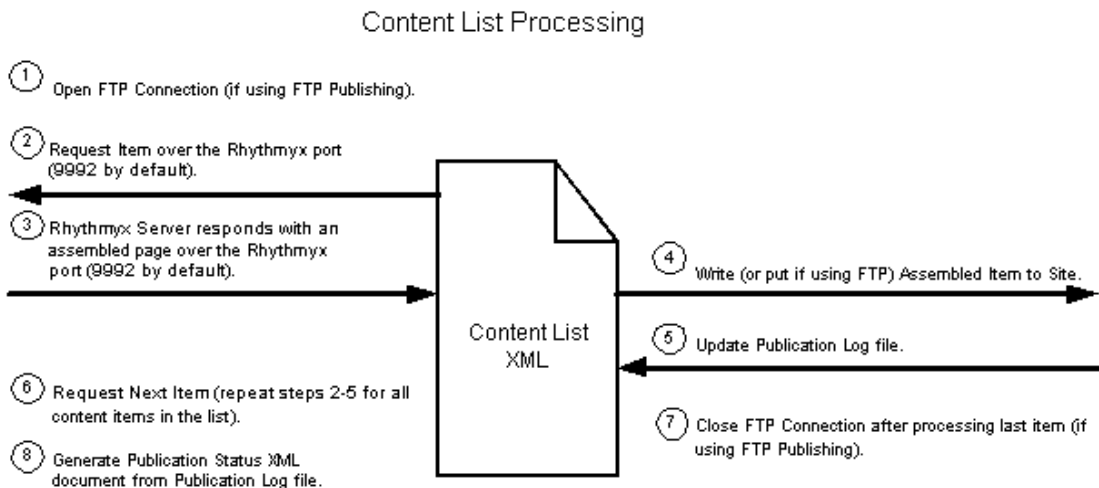 Content List Processing
1 Open FTP Connection (if using FTP Publishing).
2 Request Item over the Rhythmyx port
(9992 by default).
3 Rhythmyx Server responds with an
assembled page over the Rhythmyx
port (9992 by default).
4 Write (or put if using FTP) Assembled Item to Site.
Content List
XML
5 Update Publication Log file.
6 Request Next Item (repeat steps 2-5 for all
content items in the list).
7 Close FTP Connection after processing last item (if
using FTP Publishing).
8 Generate Publication Status XML
document from Publication Log file.